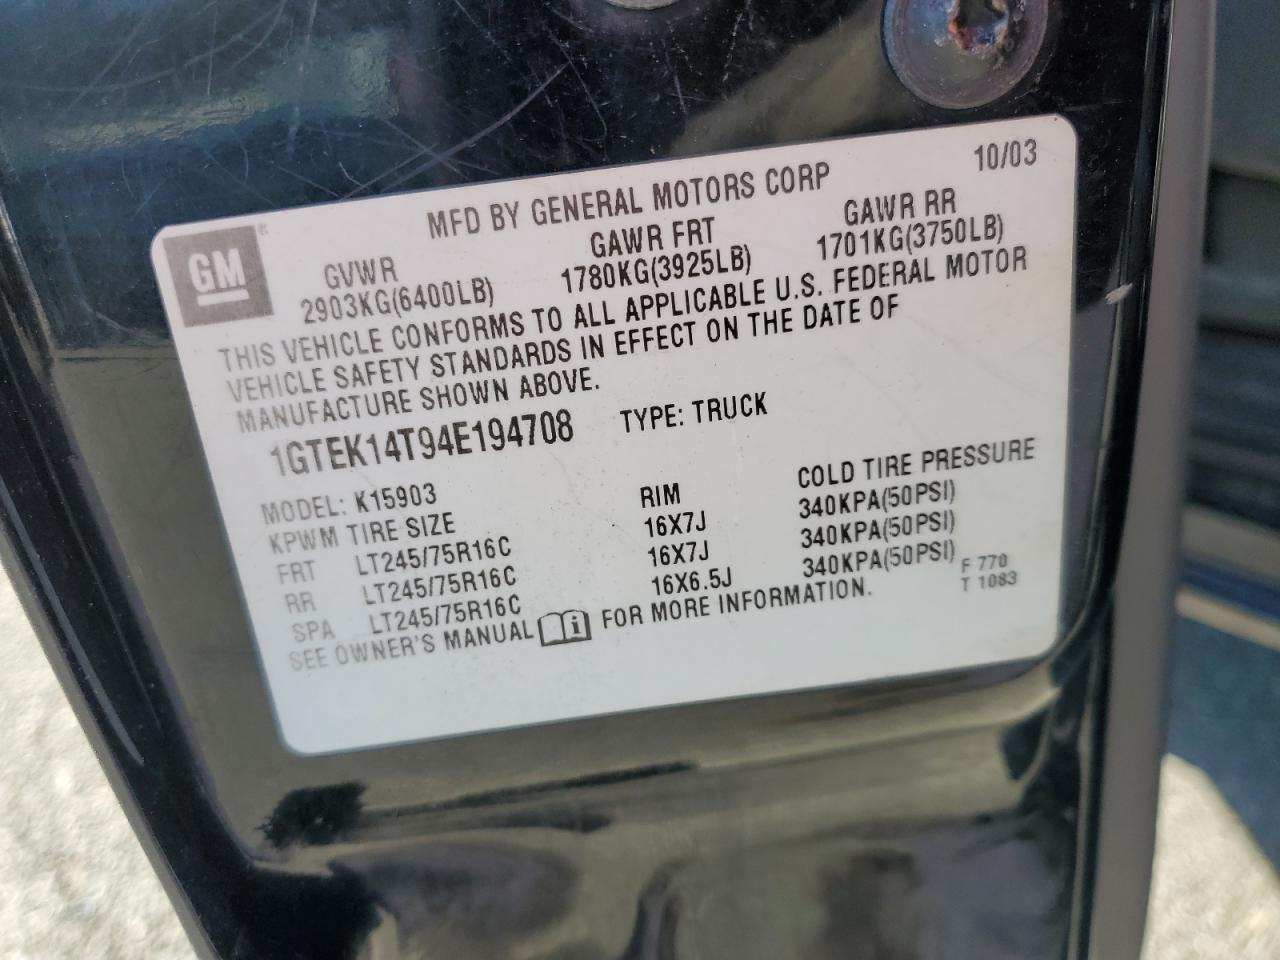 10/03
MFD BY GENERAL MOTORS CORP
GM
GVWR GAWR FRT GAWR RR
2903KG(6400LB) 1780KG(3925LB) 1701KG(3750LB)
THIS VEHICLE CONFORMS TO ALL APPLICABLE U.S. FEDERAL MOTOR
VEHICLE SAFETY STANDARDS IN EFFECT ON THE DATE OF
MANUFACTURE SHOWN ABOVE.
1GTEK14T94E194708 TYPE: TRUCK
MODEL: K15903
KPWM TIRE SIZE RIM COLD TIRE PRESSURE
FRT LT245/75R16C 16X7J 340KPA(50PSI)
RR LT245/75R16C 16X7J 340KPA(50PSI)
SPA LT245/75R16C 16X6.5J 340KPA(50PSI)
SEE OWNER'S MANUAL i FOR MORE INFORMATION.
F 770
T 1083